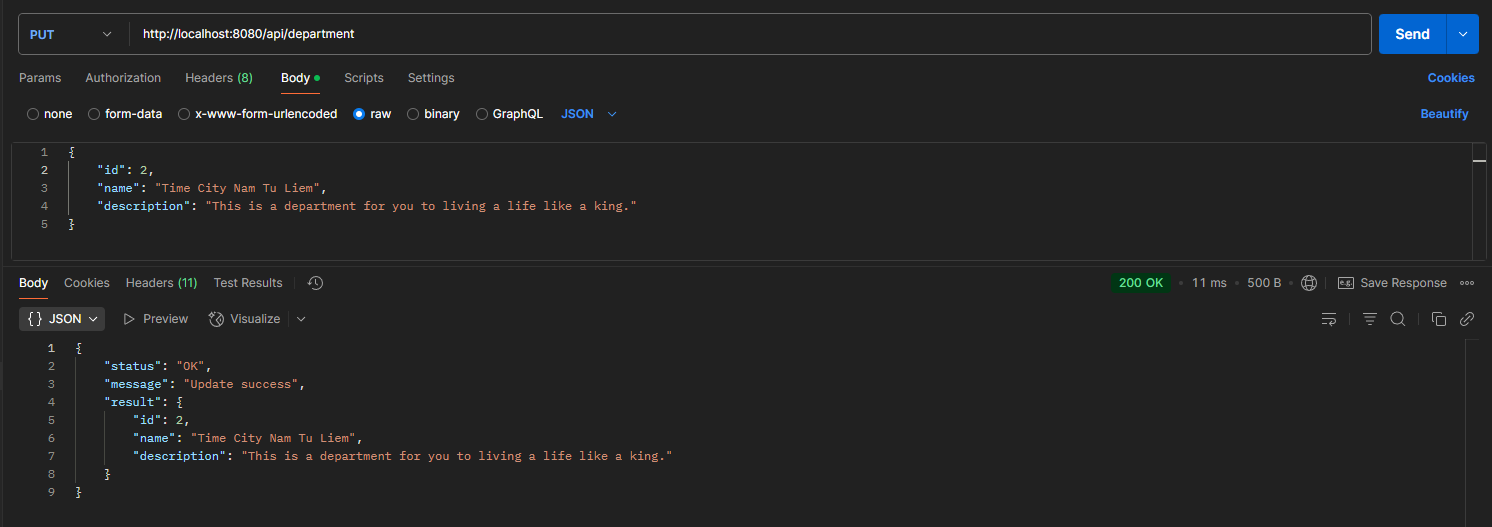 PUT http://localhost:8080/api/department Send
Params Authorization Headers (8) Body Scripts Settings Cookies
none form-data x-www-form-urlencoded raw binary GraphQL JSON Beautify
1 {
2 "id": 2,
3 "name": "Time City Nam Tu Liem",
4 "description": "This is a department for you to living a life like a king."
5 }
Body Cookies Headers (11) Test Results 200 OK • 11 ms • 500 B • e.g. Save Response
{} JSON Preview Visualize
1 {
2 "status": "OK",
3 "message": "Update success",
4 "result": {
5 "id": 2,
6 "name": "Time City Nam Tu Liem",
7 "description": "This is a department for you to living a life like a king."
8 }
9 }